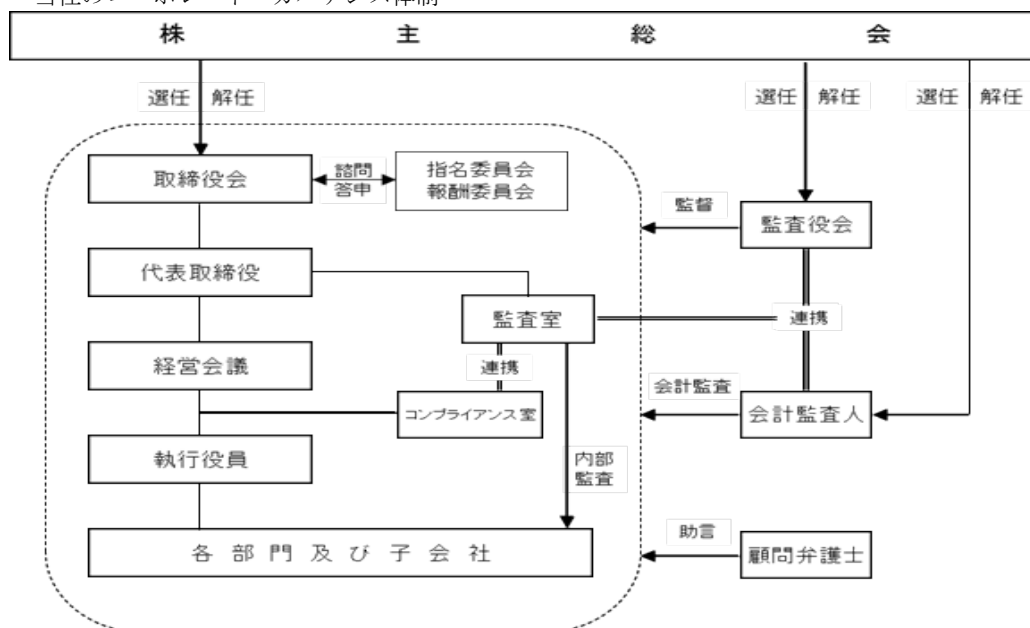 株主総会
選任 解任
選任 解任
選任 解任
取締役会
諮問
答申
指名委員会
報酬委員会
監督
監査役会
代表取締役
監査室
連携
経営会議
連携
会計監査
コンプライアンス室
会計監査人
執行役員
内部
監査
各部門及び子会社
助言
顧問弁護士